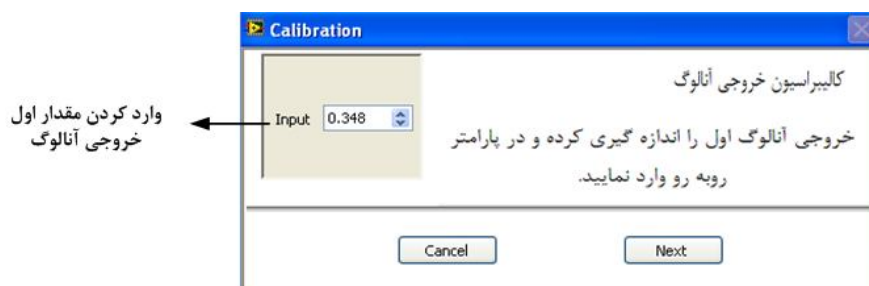 Calibration
وارد کردن مقدار اول
خروجی آنالوگ
Input 0.348
کالیبراسیون خروجی آنالوگ
خروجی آنالوگ اول را اندازه گیری کرده و در پارامتر
روبه رو وارد نمایید.
Cancel Next